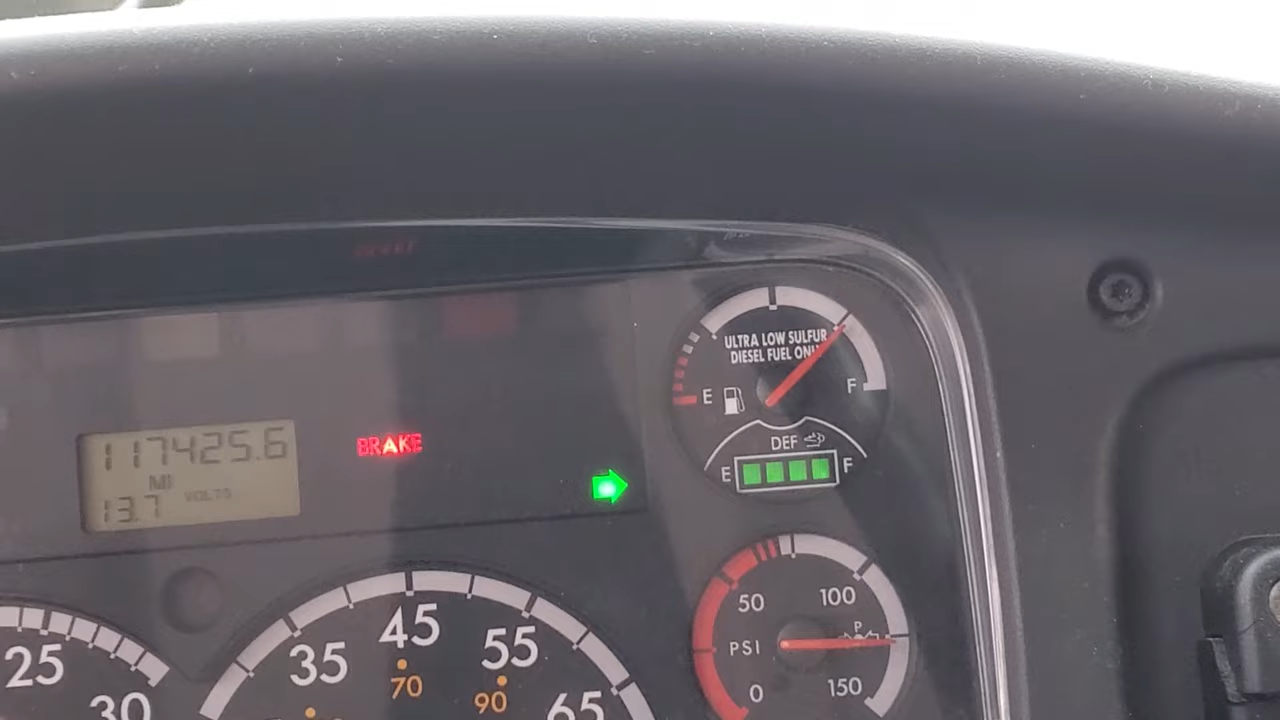 ULTRA LOW SULFUR
DIESEL FUEL ONLY
E
F
DEF
E
F
117425.6
MI
13.7 VOLTS
BRAKE
50
100
PSI
P
0
150
25
30
35
45
55
65
70
90